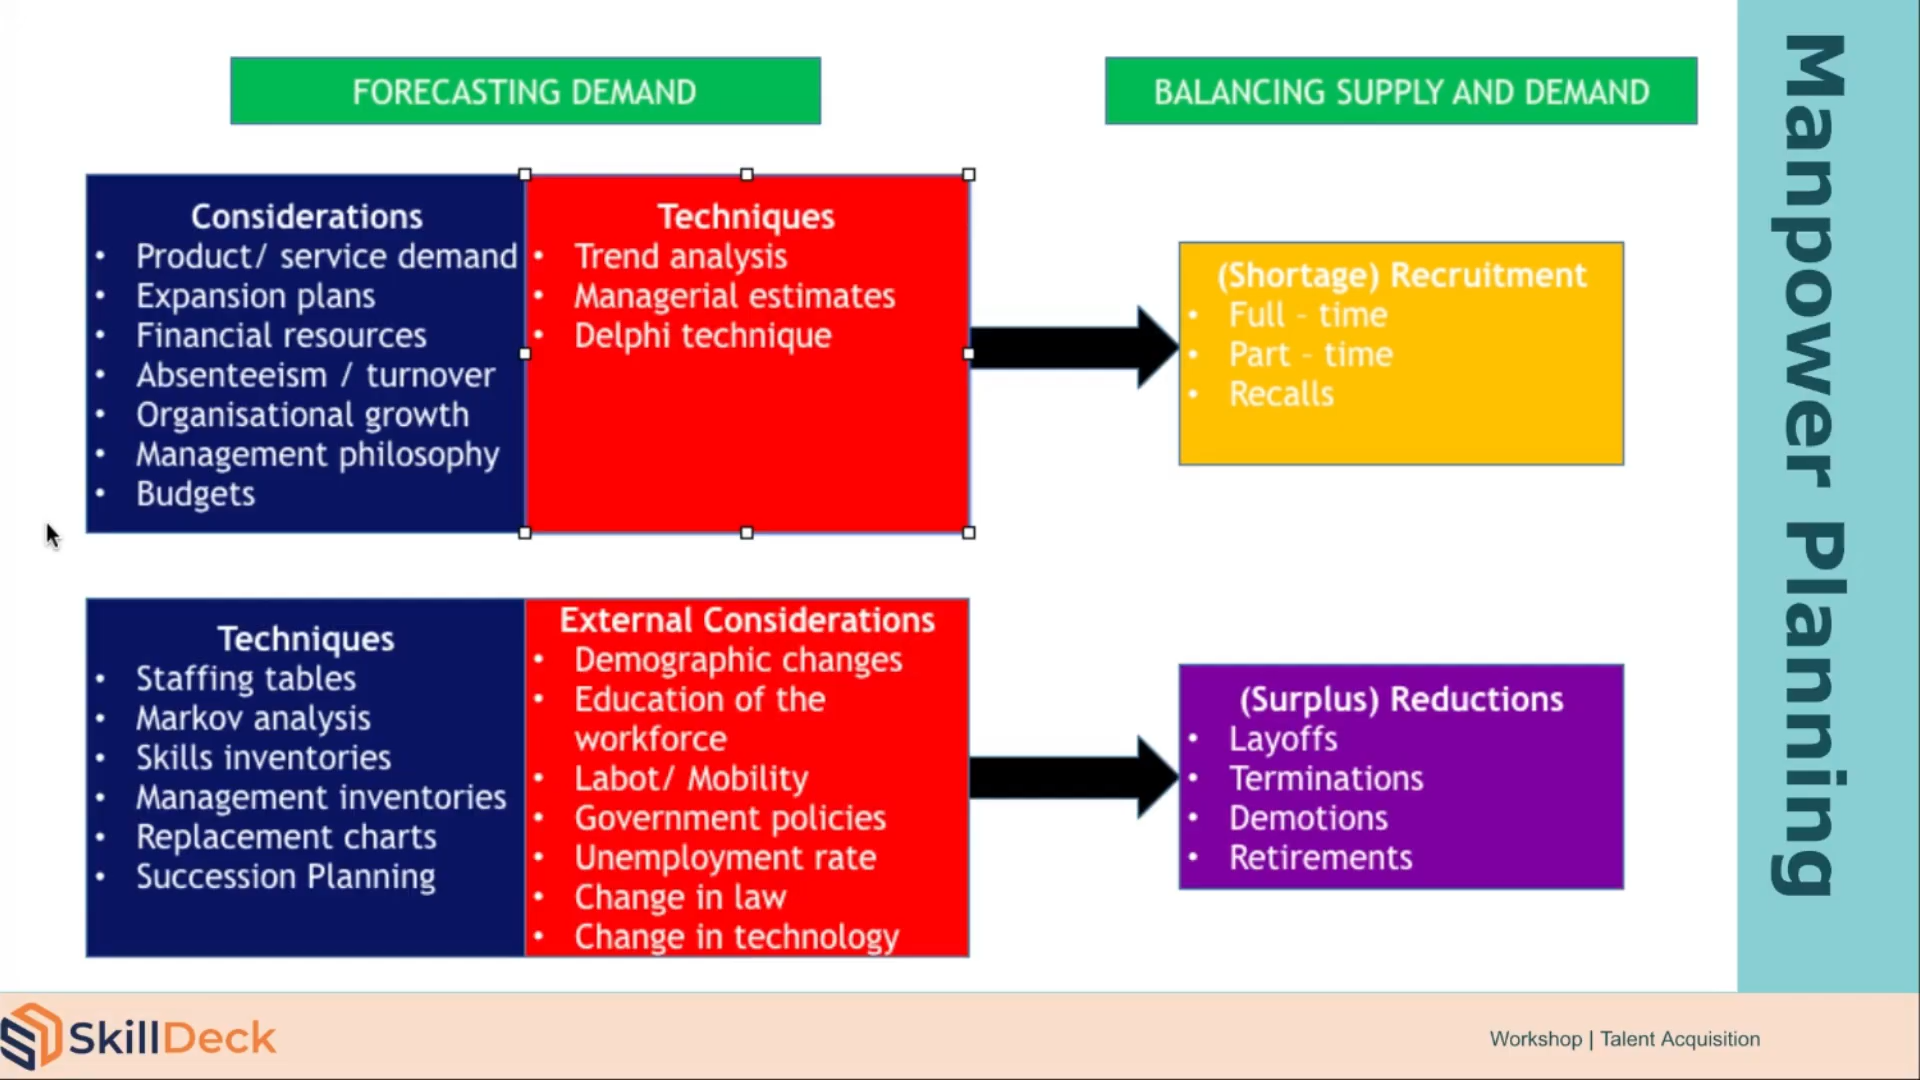 FORECASTING DEMAND
BALANCING SUPPLY AND DEMAND
Considerations
• Product/ service demand
• Expansion plans
• Financial resources
• Absenteeism / turnover
• Organisational growth
• Management philosophy
• Budgets
Techniques
• Trend analysis
• Managerial estimates
• Delphi technique
(Shortage) Recruitment
• Full - time
• Part - time
• Recalls
Techniques
• Staffing tables
• Markov analysis
• Skills inventories
• Management inventories
• Replacement charts
• Succession Planning
External Considerations
• Demographic changes
• Education of the
workforce
• Labot/ Mobility
• Government policies
• Unemployment rate
• Change in law
• Change in technology
(Surplus) Reductions
• Layoffs
• Terminations
• Demotions
• Retirements
Manpower Planning
SkillDeck
Workshop | Talent Acquisition